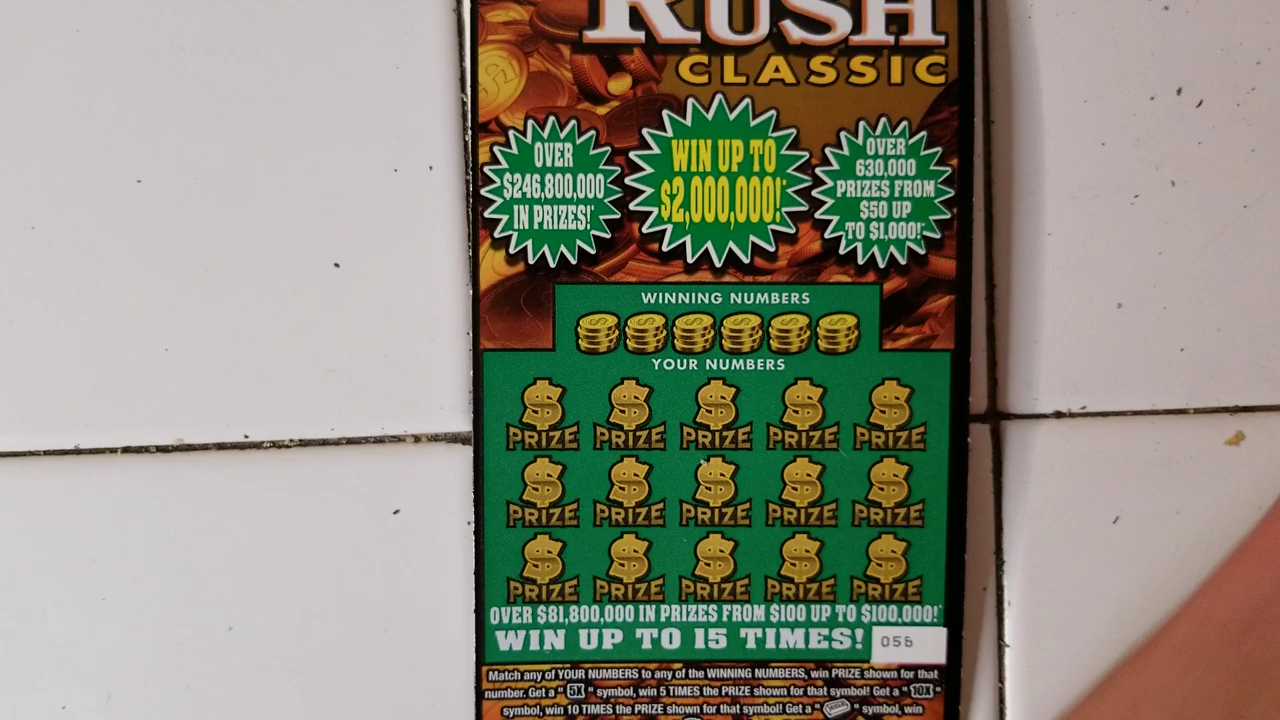 RUSH
CLASSIC
OVER
$246,800,000
IN PRIZES!*
WIN UP TO
$2,000,000!*
OVER
630,000
PRIZES FROM
$50 UP
TO $1,000!*
WINNING NUMBERS
YOUR NUMBERS
$ $ $ $ $
PRIZE PRIZE PRIZE PRIZE PRIZE
$ $ $ $ $
PRIZE PRIZE PRIZE PRIZE PRIZE
$ $ $ $ $
PRIZE PRIZE PRIZE PRIZE PRIZE
OVER $81,800,000 IN PRIZES FROM $100 UP TO $100,000!*
WIN UP TO 15 TIMES! 056
Match any of YOUR NUMBERS to any of the WINNING NUMBERS, win PRIZE shown for that
number. Get a "5X" symbol, win 5 TIMES the PRIZE shown for that symbol! Get a "10X"
symbol, win 10 TIMES the PRIZE shown for that symbol! Get a " " symbol, win